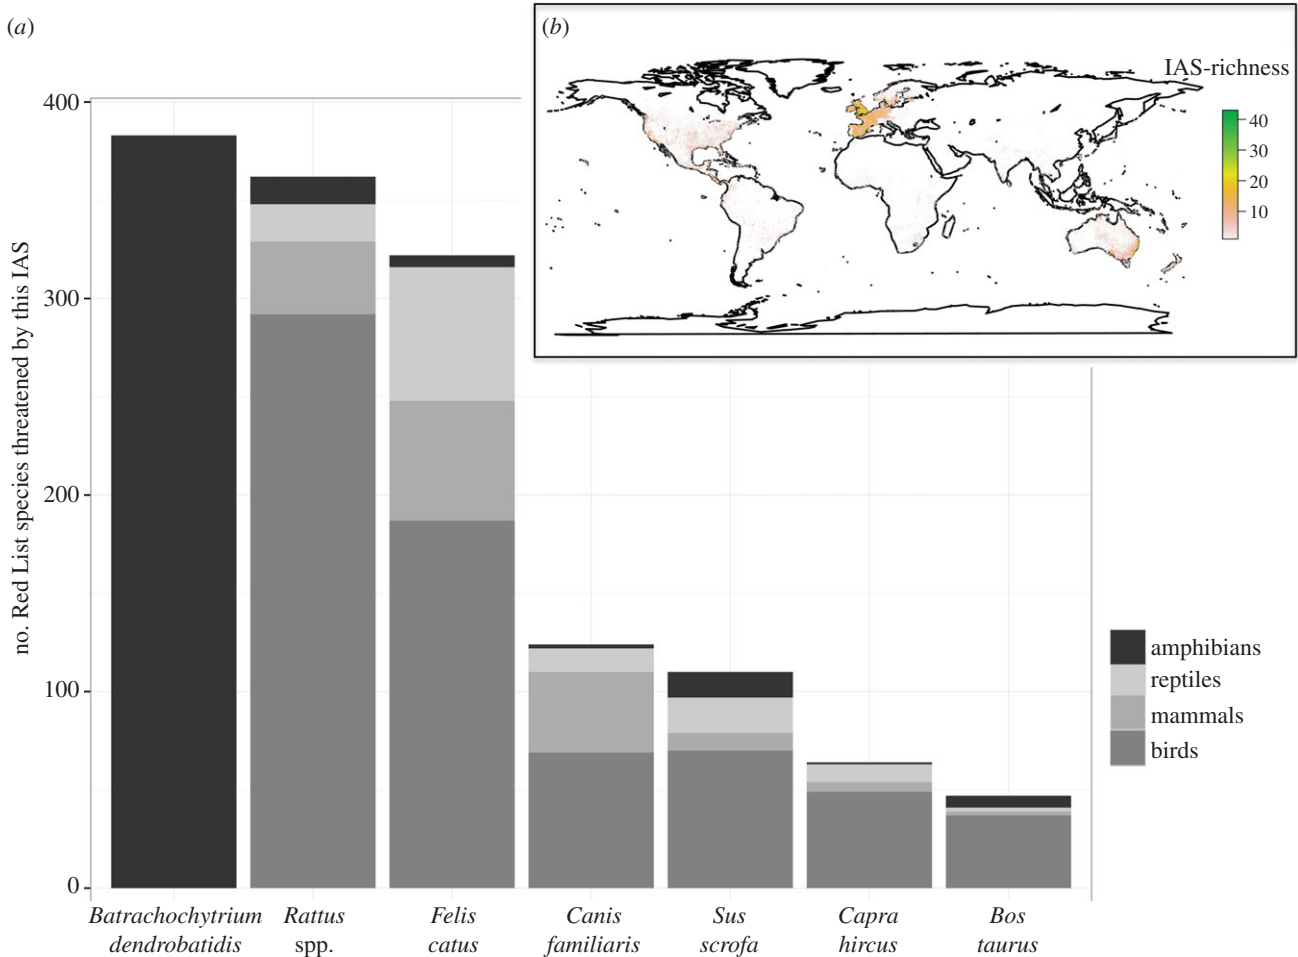 (a)
(b)
IAS-richness
40
30
20
10
no. Red List species threatened by this IAS
400
300
200
100
0
amphibians
reptiles
mammals
birds
Batrachochytrium dendrobatidis
Rattus spp.
Felis catus
Canis familiaris
Sus scrofa
Capra hircus
Bos taurus